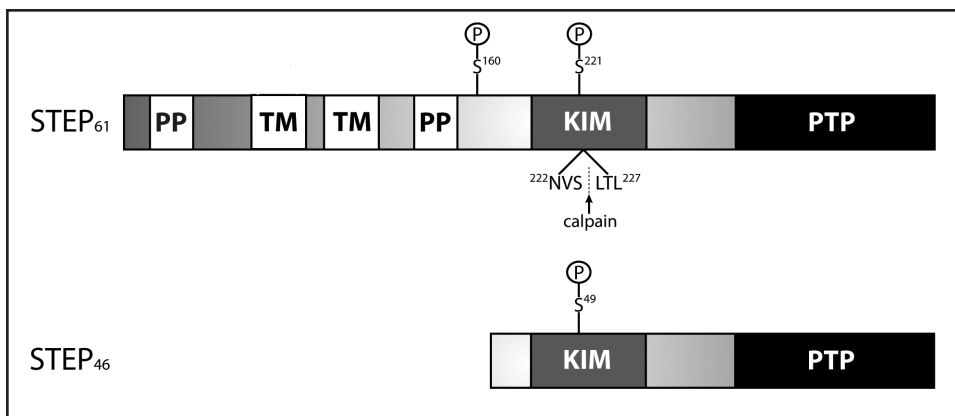 P P
S160 S221
STEP61 PP TM TM PP KIM PTP
222NVS LTL227
calpain
P
S49
STEP46 KIM PTP